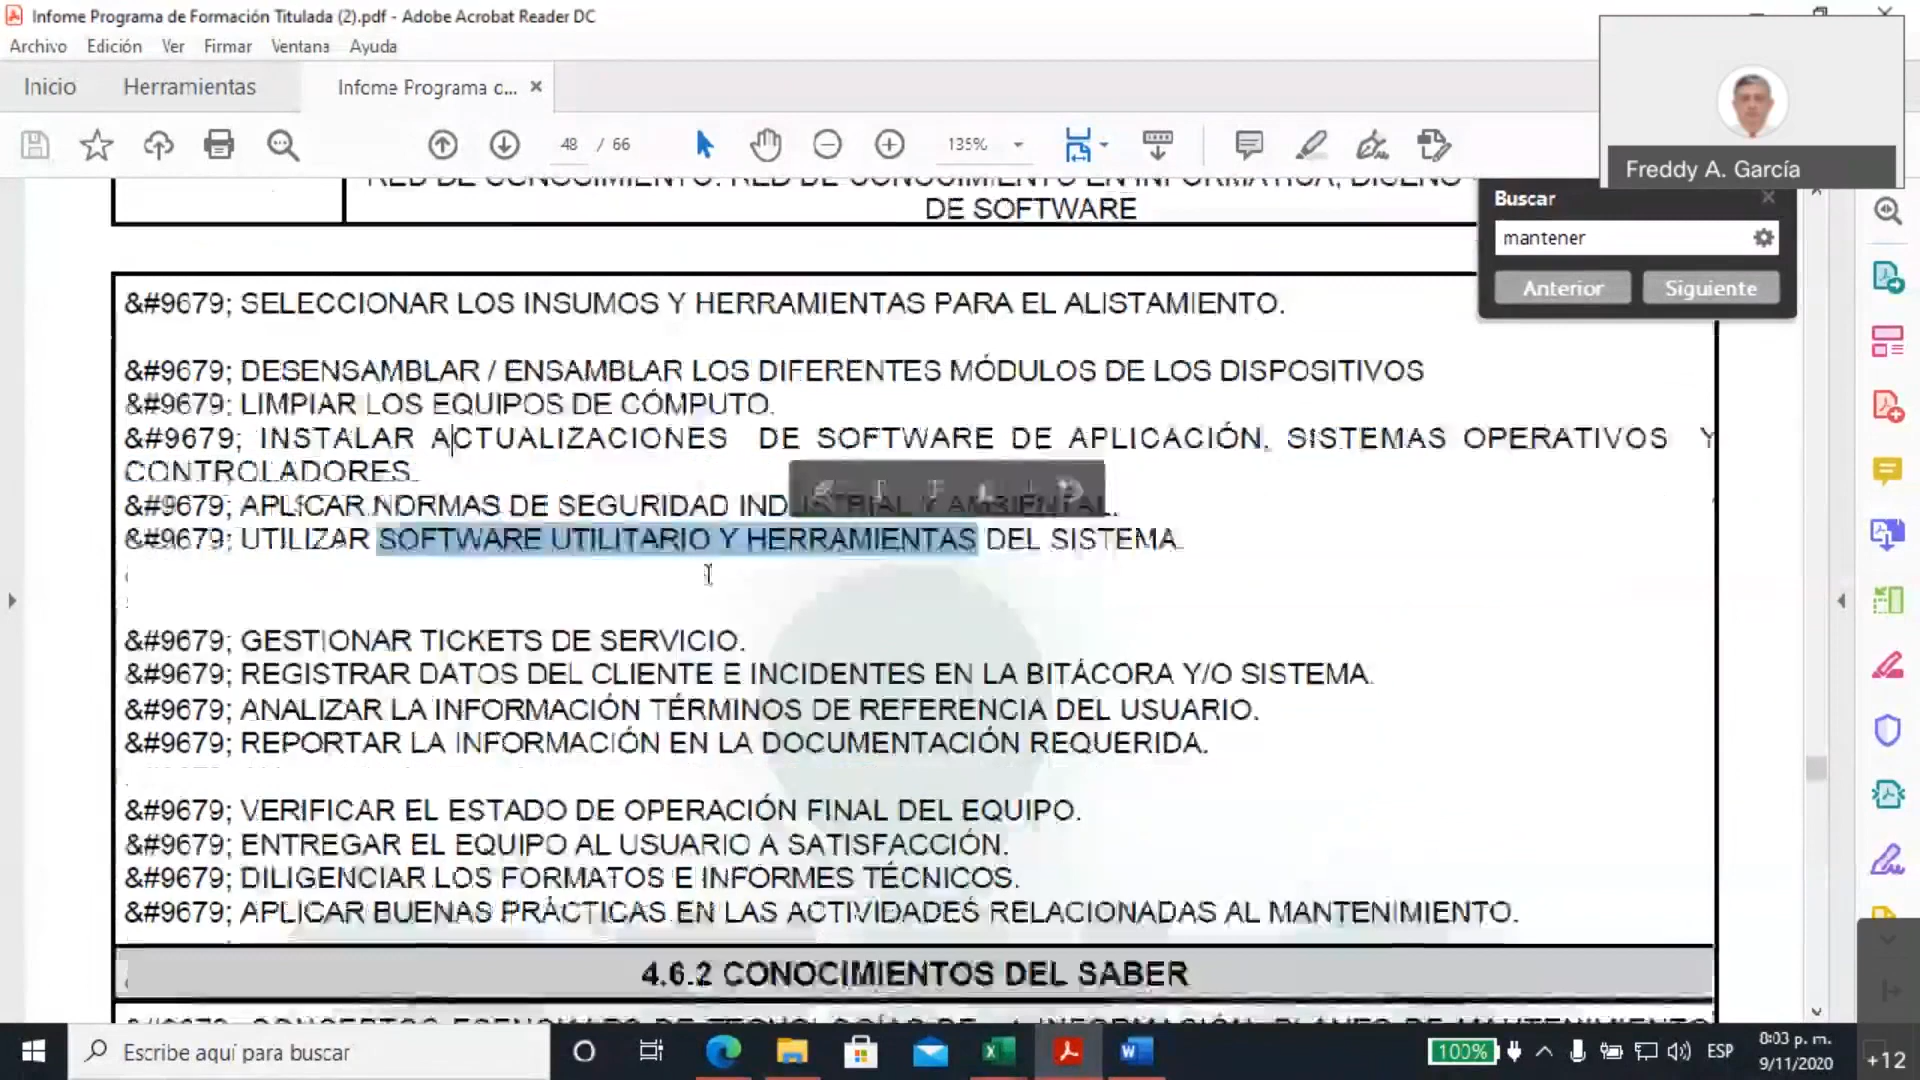 Infome Programa de Formación Titulada (2).pdf - Adobe Acrobat Reader DC
Archivo Edición Ver Firmar Ventana Ayuda
Inicio Herramientas Infome Programa d...
48 / 66 135%
Freddy A. García
DE SOFTWARE
Buscar
mantener
Anterior Siguiente
&#9679; SELECCIONAR LOS INSUMOS Y HERRAMIENTAS PARA EL ALISTAMIENTO.
&#9679; DESENSAMBLAR / ENSAMBLAR LOS DIFERENTES MÓDULOS DE LOS DISPOSITIVOS
&#9679; LIMPIAR LOS EQUIPOS DE CÓMPUTO.
&#9679; INSTALAR ACTUALIZACIONES DE SOFTWARE DE APLICACIÓN, SISTEMAS OPERATIVOS Y
CONTROLADORES.
&#9679; APLICAR NORMAS DE SEGURIDAD INDUSTRIAL Y AMBIENTAL.
&#9679; UTILIZAR SOFTWARE UTILITARIO Y HERRAMIENTAS DEL SISTEMA.
&#9679; GESTIONAR TICKETS DE SERVICIO.
&#9679; REGISTRAR DATOS DEL CLIENTE E INCIDENTES EN LA BITÁCORA Y/O SISTEMA.
&#9679; ANALIZAR LA INFORMACIÓN TÉRMINOS DE REFERENCIA DEL USUARIO.
&#9679; REPORTAR LA INFORMACIÓN EN LA DOCUMENTACIÓN REQUERIDA.
&#9679; VERIFICAR EL ESTADO DE OPERACIÓN FINAL DEL EQUIPO.
&#9679; ENTREGAR EL EQUIPO AL USUARIO A SATISFACCIÓN.
&#9679; DILIGENCIAR LOS FORMATOS E INFORMES TÉCNICOS.
&#9679; APLICAR BUENAS PRÁCTICAS EN LAS ACTIVIDADES RELACIONADAS AL MANTENIMIENTO.
4.6.2 CONOCIMIENTOS DEL SABER
Escribe aquí para buscar
100% ESP 8:03 p. m.
9/11/2020
+12